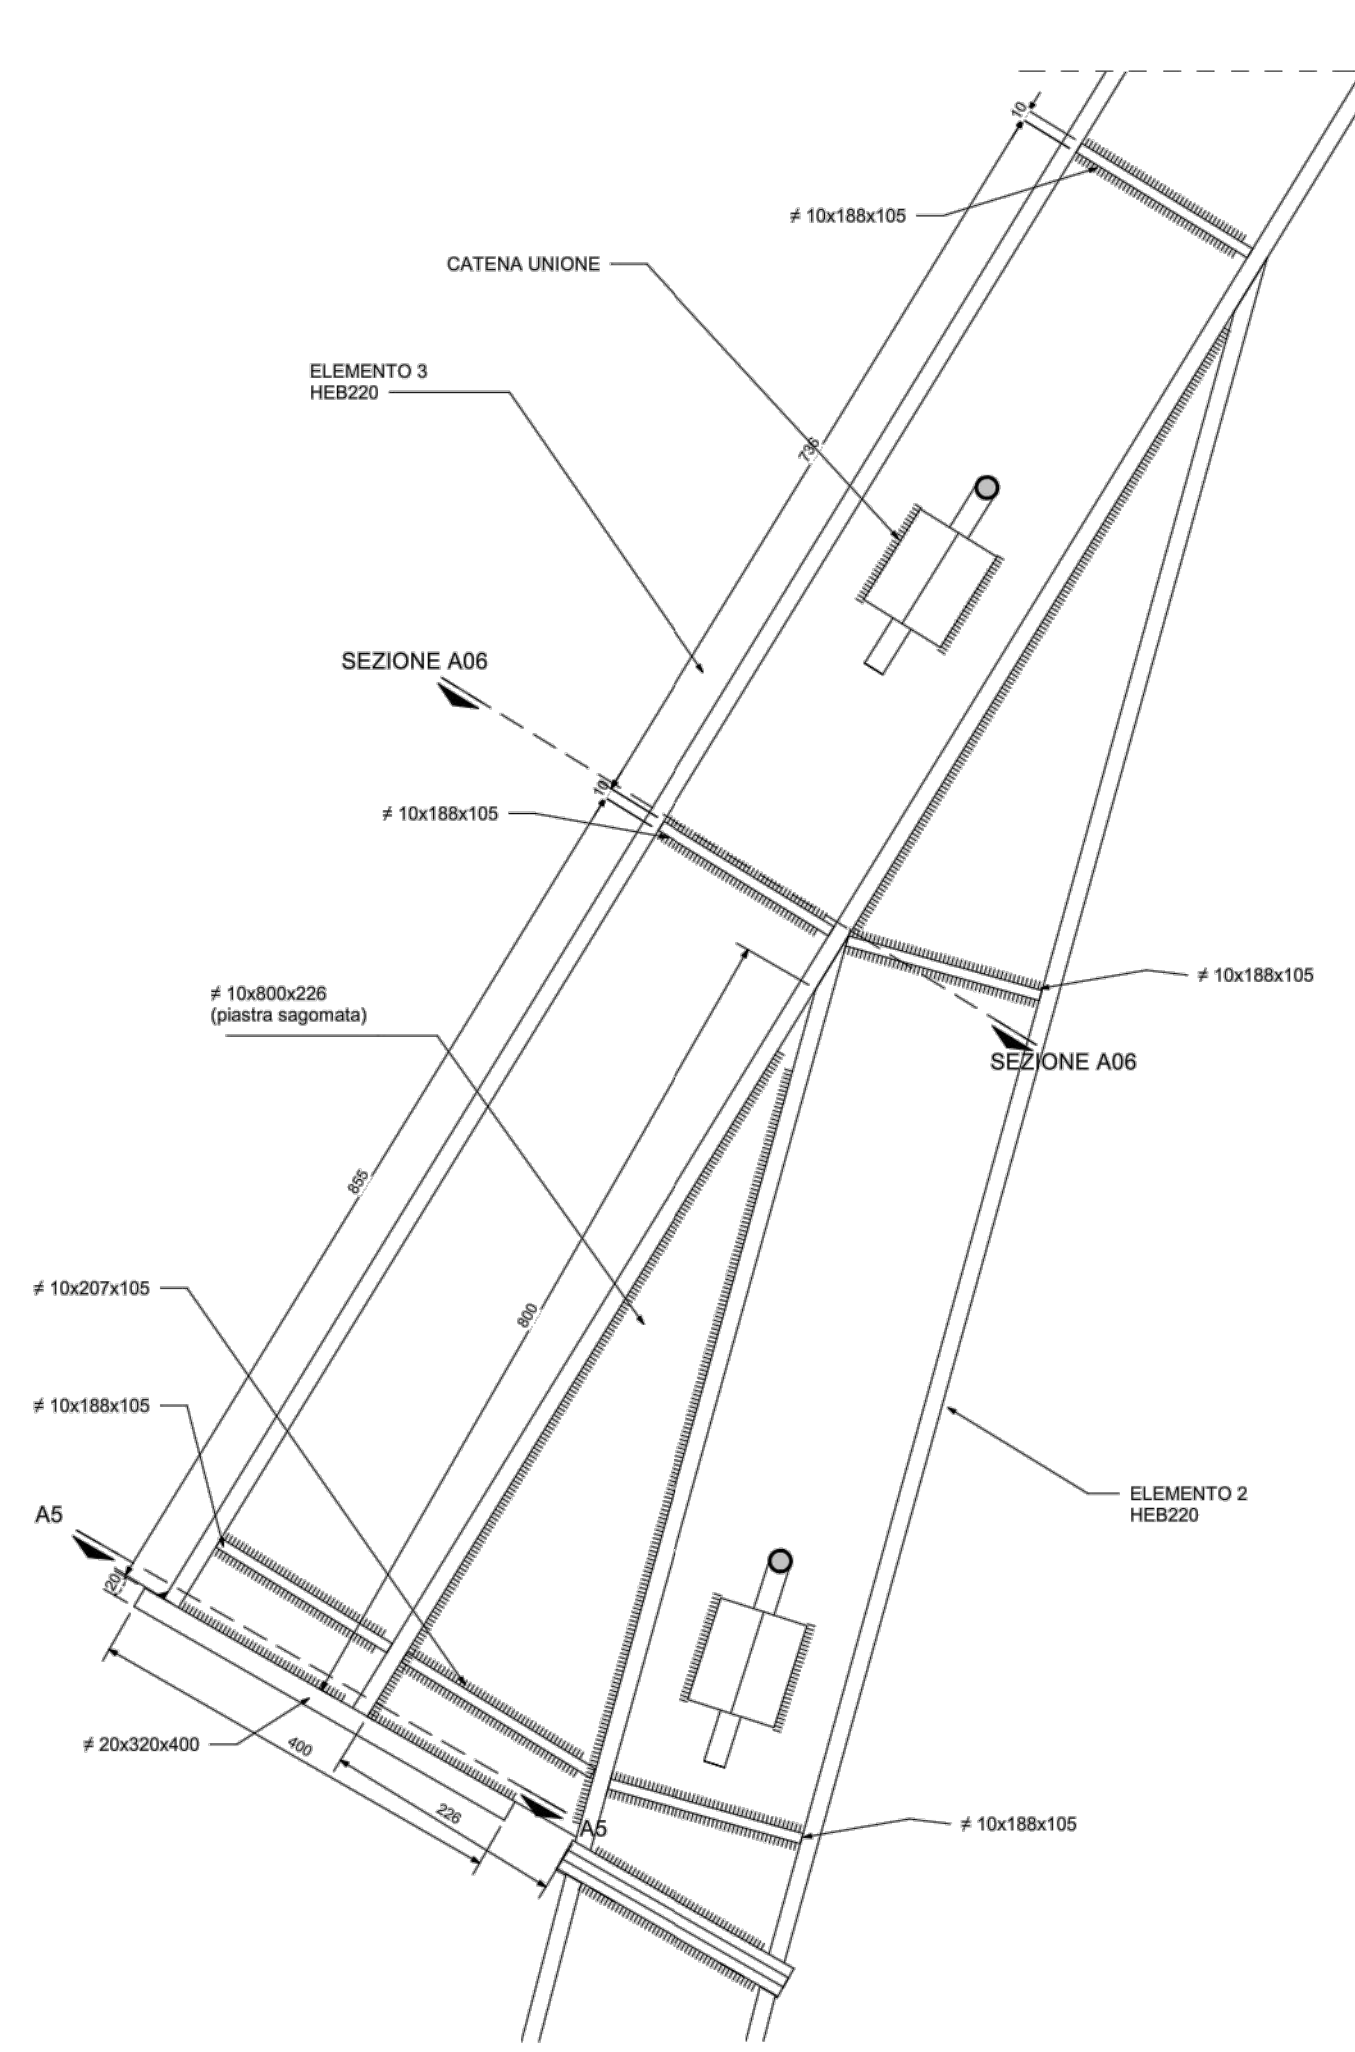 10
≠ 10x188x105
CATENA UNIONE
ELEMENTO 3
HEB220
736
SEZIONE A06
10
≠ 10x188x105
≠ 10x188x105
≠ 10x800x226
(piastra sagomata)
SEZIONE A06
855
≠ 10x207x105
800
≠ 10x188x105
ELEMENTO 2
HEB220
A5
20
≠ 20x320x400
400
226
A5
≠ 10x188x105